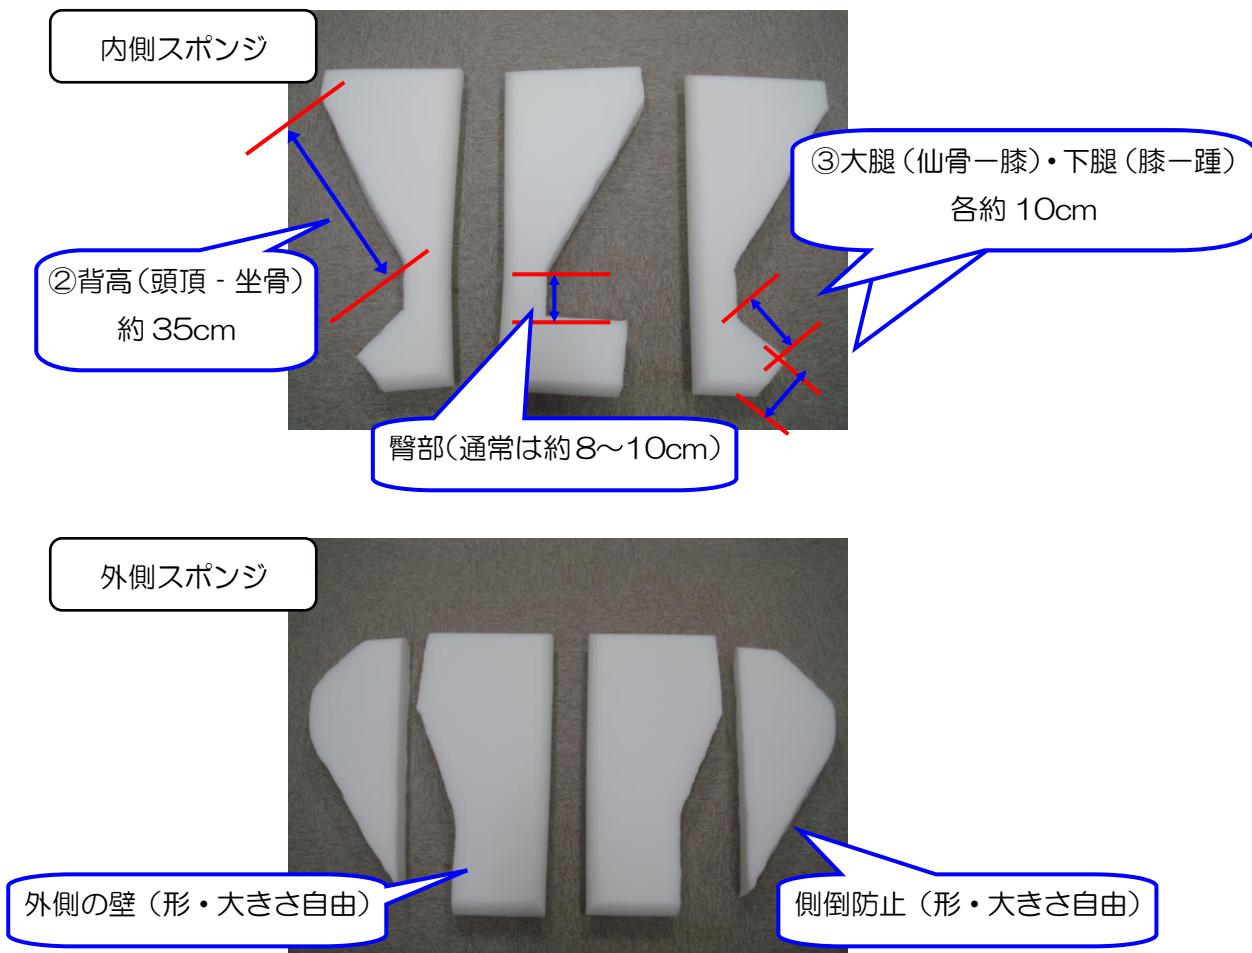 内側スポンジ
③大腿（仙骨ー膝）・下腿（膝ー踵）
各約 10cm
②背高（頭頂 - 坐骨）
約 35cm
臀部（通常は約8～10cm）
外側スポンジ
外側の壁（形・大きさ自由）
側倒防止（形・大きさ自由）